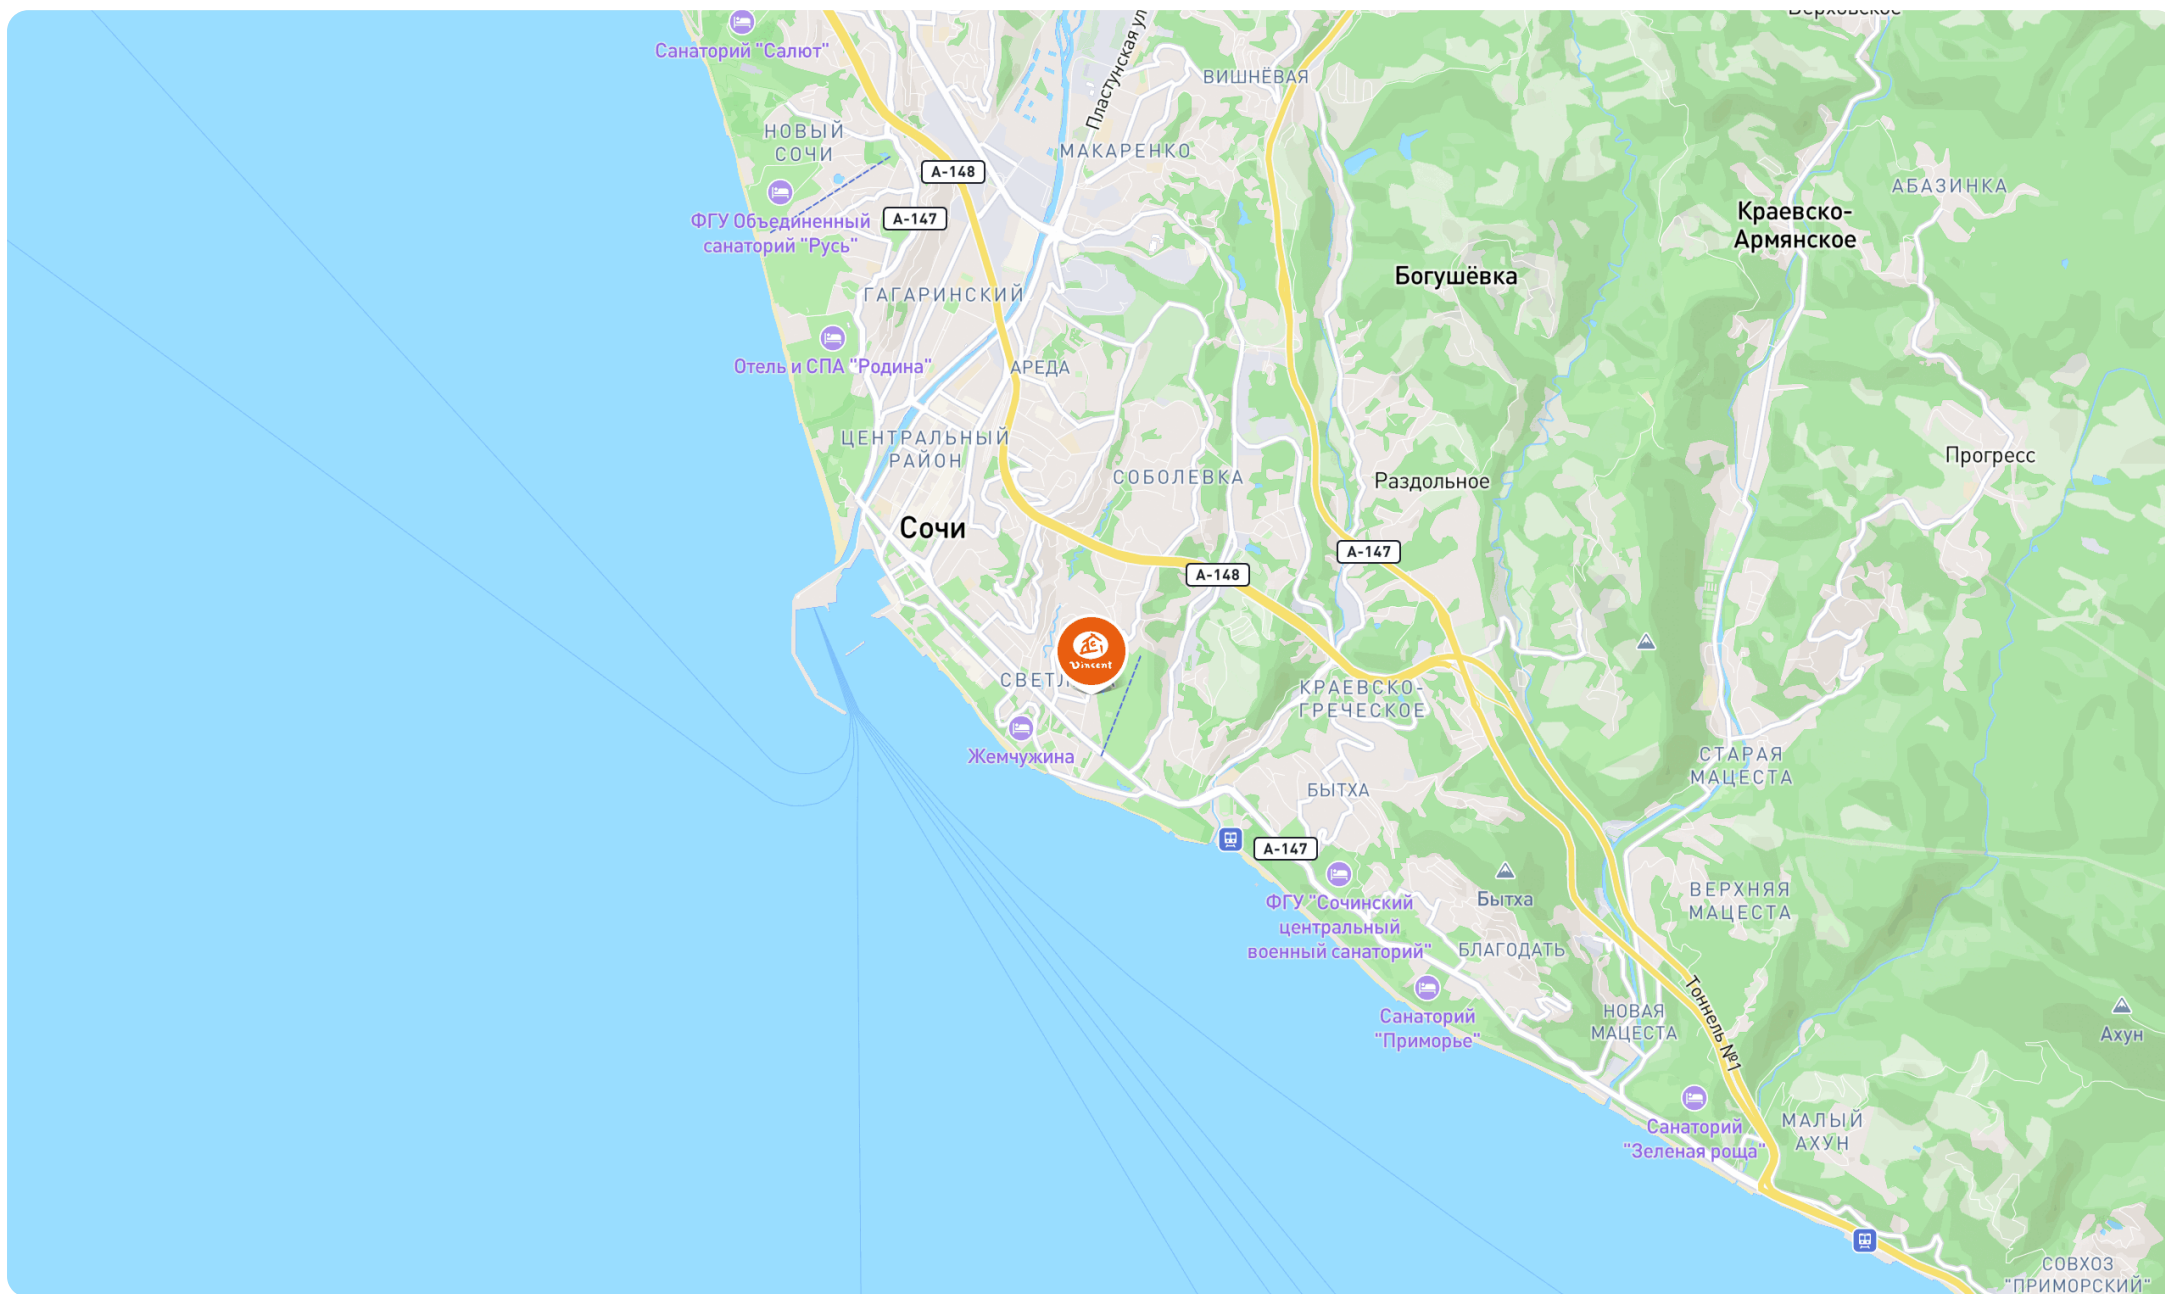 Верховское
Санаторий "Салют"
Пластунская ул
ВИШНЁВАЯ
НОВЫЙ
СОЧИ
МАКАРЕНКО
А-148
АБАЗИНКА
А-147
ФГУ Объединенный
санаторий "Русь"
Краевско-
Армянское
Богушёвка
ГАГАРИНСКИЙ
Отель и СПА "Родина"
АРЕДА
ЦЕНТРАЛЬНЫЙ
РАЙОН
СОБОЛЕВКА
Раздольное
Прогресс
Сочи
А-147
А-148
Vincent
СВЕТЛ
КРАЕВСКО-
ГРЕЧЕСКОЕ
Жемчужина
СТАРАЯ
МАЦЕСТА
БЫТХА
А-147
ФГУ "Сочинский
центральный
военный санаторий"
Бытха
ВЕРХНЯЯ
МАЦЕСТА
БЛАГОДАТЬ
Санаторий
"Приморье"
НОВАЯ
МАЦЕСТА
Тоннель №1
Ахун
Санаторий
"Зеленая роща"
МАЛЫЙ
АХУН
СОВХОЗ
"ПРИМОРСКИЙ"